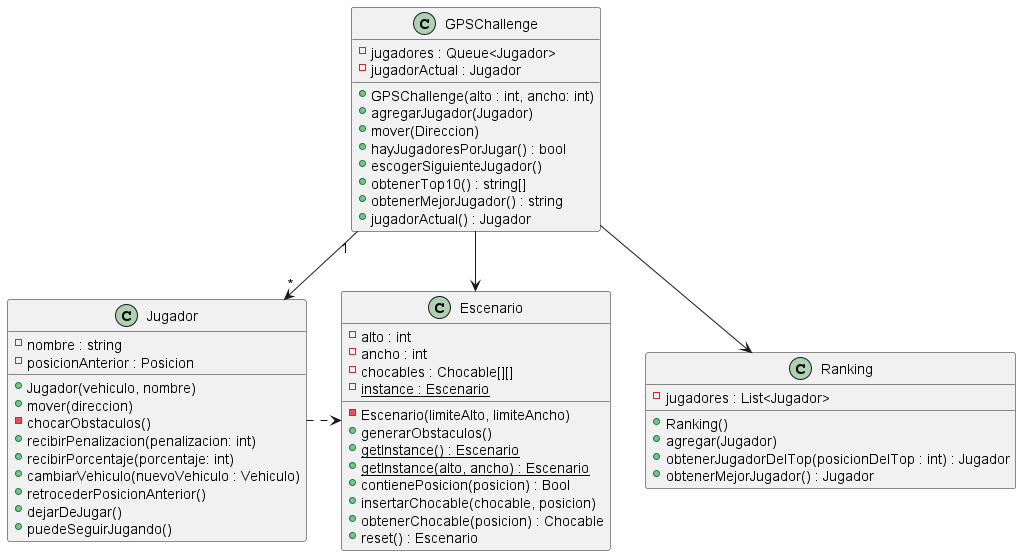 C GPSChallenge
jugadores : Queue<Jugador>
jugadorActual : Jugador
GPSChallenge(alto : int, ancho: int)
agregarJugador(Jugador)
mover(Direccion)
hayJugadoresPorJugar() : bool
escogerSiguienteJugador()
obtenerTop10() : string[]
obtenerMejorJugador() : string
jugadorActual() : Jugador
1
*
C Jugador
nombre : string
posicionAnterior : Posicion
Jugador(vehiculo, nombre)
mover(direccion)
chocarObstaculos()
recibirPenalizacion(penalizacion: int)
recibirPorcentaje(porcentaje: int)
cambiarVehiculo(nuevoVehiculo : Vehiculo)
retrocederPosicionAnterior()
dejarDeJugar()
puedeSeguirJugando()
C Escenario
alto : int
ancho : int
chocables : Chocable[][]
instance : Escenario
Escenario(limiteAlto, limiteAncho)
generarObstaculos()
getInstance() : Escenario
getInstance(alto, ancho) : Escenario
contienePosicion(posicion) : Bool
insertarChocable(chocable, posicion)
obtenerChocable(posicion) : Chocable
reset() : Escenario
C Ranking
jugadores : List<Jugador>
Ranking()
agregar(Jugador)
obtenerJugadorDelTop(posicionDelTop : int) : Jugador
obtenerMejorJugador() : Jugador